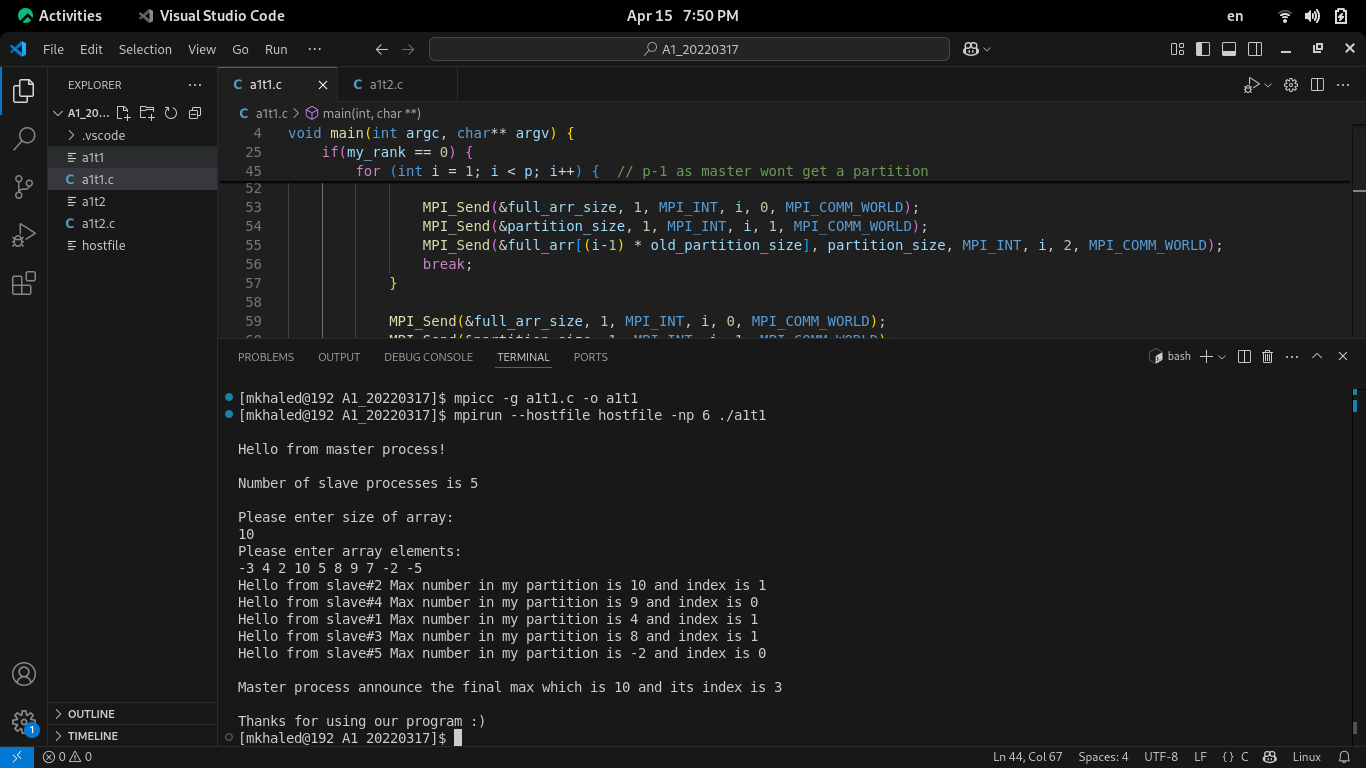 Activities Visual Studio Code Apr 15 7:50 PM en
File Edit Selection View Go Run ··· A1_20220317
EXPLORER ··· a1t1.c a1t2.c
A1_20... a1t1.c > main(int, char **)
.vscode
a1t1
a1t1.c
a1t2
a1t2.c
hostfile
4 void main(int argc, char** argv) {
25 if(my_rank == 0) {
45 for (int i = 1; i < p; i++) { // p-1 as master wont get a partition
52
53 MPI_Send(&full_arr_size, 1, MPI_INT, i, 0, MPI_COMM_WORLD);
54 MPI_Send(&partition_size, 1, MPI_INT, i, 1, MPI_COMM_WORLD);
55 MPI_Send(&full_arr[(i-1) * old_partition_size], partition_size, MPI_INT, i, 2, MPI_COMM_WORLD);
56 break;
57 }
58
59 MPI_Send(&full_arr_size, 1, MPI_INT, i, 0, MPI_COMM_WORLD);
PROBLEMS OUTPUT DEBUG CONSOLE TERMINAL PORTS bash
[mkhaled@192 A1_20220317]$ mpicc -g a1t1.c -o a1t1
[mkhaled@192 A1_20220317]$ mpirun --hostfile hostfile -np 6 ./a1t1
Hello from master process!
Number of slave processes is 5
Please enter size of array:
10
Please enter array elements:
-3 4 2 10 5 8 9 7 -2 -5
Hello from slave#2 Max number in my partition is 10 and index is 1
Hello from slave#4 Max number in my partition is 9 and index is 0
Hello from slave#1 Max number in my partition is 4 and index is 1
Hello from slave#3 Max number in my partition is 8 and index is 1
Hello from slave#5 Max number in my partition is -2 and index is 0
Master process announce the final max which is 10 and its index is 3
Thanks for using our program :)
[mkhaled@192 A1_20220317]$
OUTLINE
TIMELINE
1
0 0 Ln 44, Col 67 Spaces: 4 UTF-8 LF {} C Linux